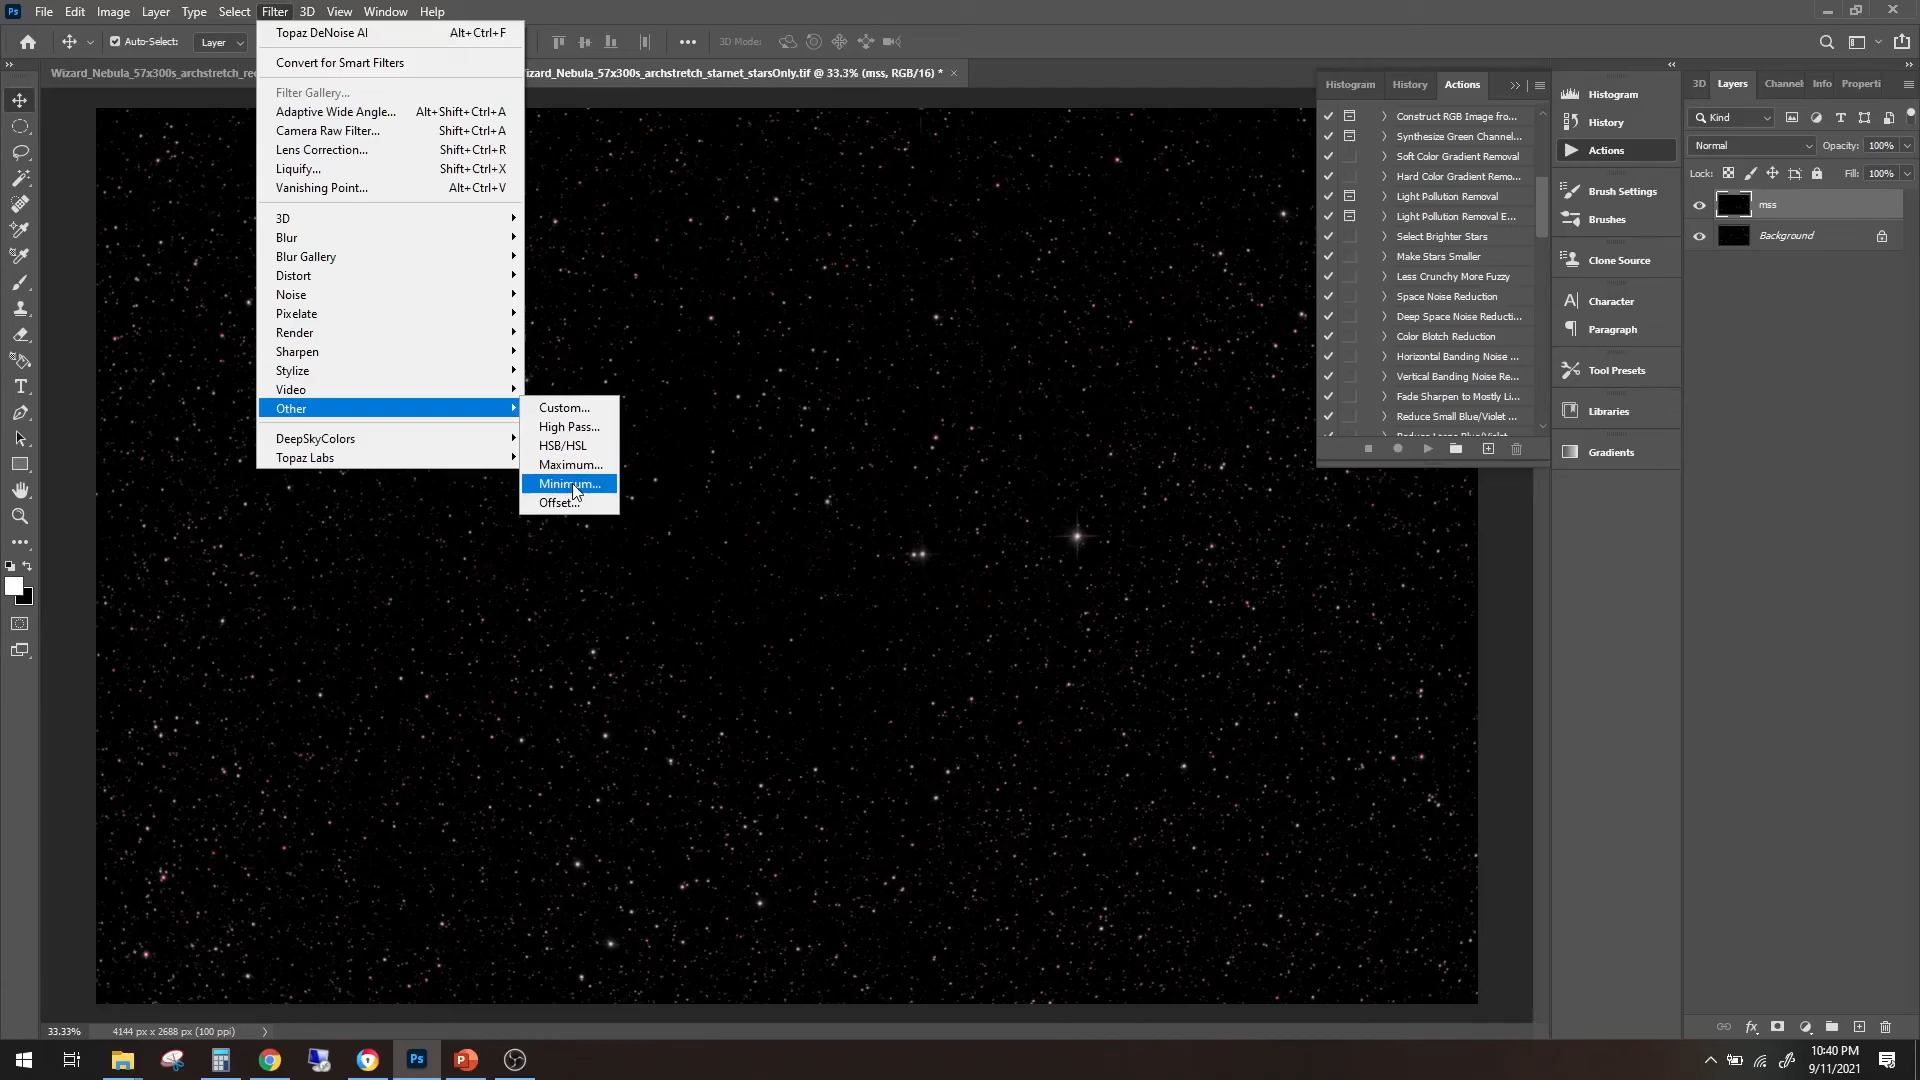 Ps File Edit Image Layer Type Select Filter 3D View Window Help
Auto-Select: Layer 3D Mode:
Wizard_Nebula_57x300s_archstretch_re
izard_Nebula_57x300s_archstretch_starnet_starsOnly.tif @ 33.3% (mss, RGB/16) * ×
Topaz DeNoise AI Alt+Ctrl+F
Convert for Smart Filters
Filter Gallery...
Adaptive Wide Angle... Alt+Shift+Ctrl+A
Camera Raw Filter... Shift+Ctrl+A
Lens Correction... Shift+Ctrl+R
Liquify... Shift+Ctrl+X
Vanishing Point... Alt+Ctrl+V
3D
Blur
Blur Gallery
Distort
Noise
Pixelate
Render
Sharpen
Stylize
Video
Other
DeepSkyColors
Topaz Labs
Custom...
High Pass...
HSB/HSL
Maximum...
Minimum...
Offset...
Histogram History Actions
Construct RGB Image fro...
Synthesize Green Channel...
Soft Color Gradient Removal
Hard Color Gradient Remo...
Light Pollution Removal
Light Pollution Removal E...
Select Brighter Stars
Make Stars Smaller
Less Crunchy More Fuzzy
Space Noise Reduction
Deep Space Noise Reducti...
Color Blotch Reduction
Horizontal Banding Noise ...
Vertical Banding Noise Re...
Fade Sharpen to Mostly Li...
Reduce Small Blue/Violet ...
Reduce Large Blue/Violet
Histogram
History
Actions
Brush Settings
Brushes
Clone Source
Character
Paragraph
Tool Presets
Libraries
Gradients
3D Layers Channel Info Properti
Kind
Normal Opacity: 100%
Lock: Fill: 100%
mss
Background
33.33% 4144 px x 2688 px (100 ppi)
Ps
10:40 PM
9/11/2021